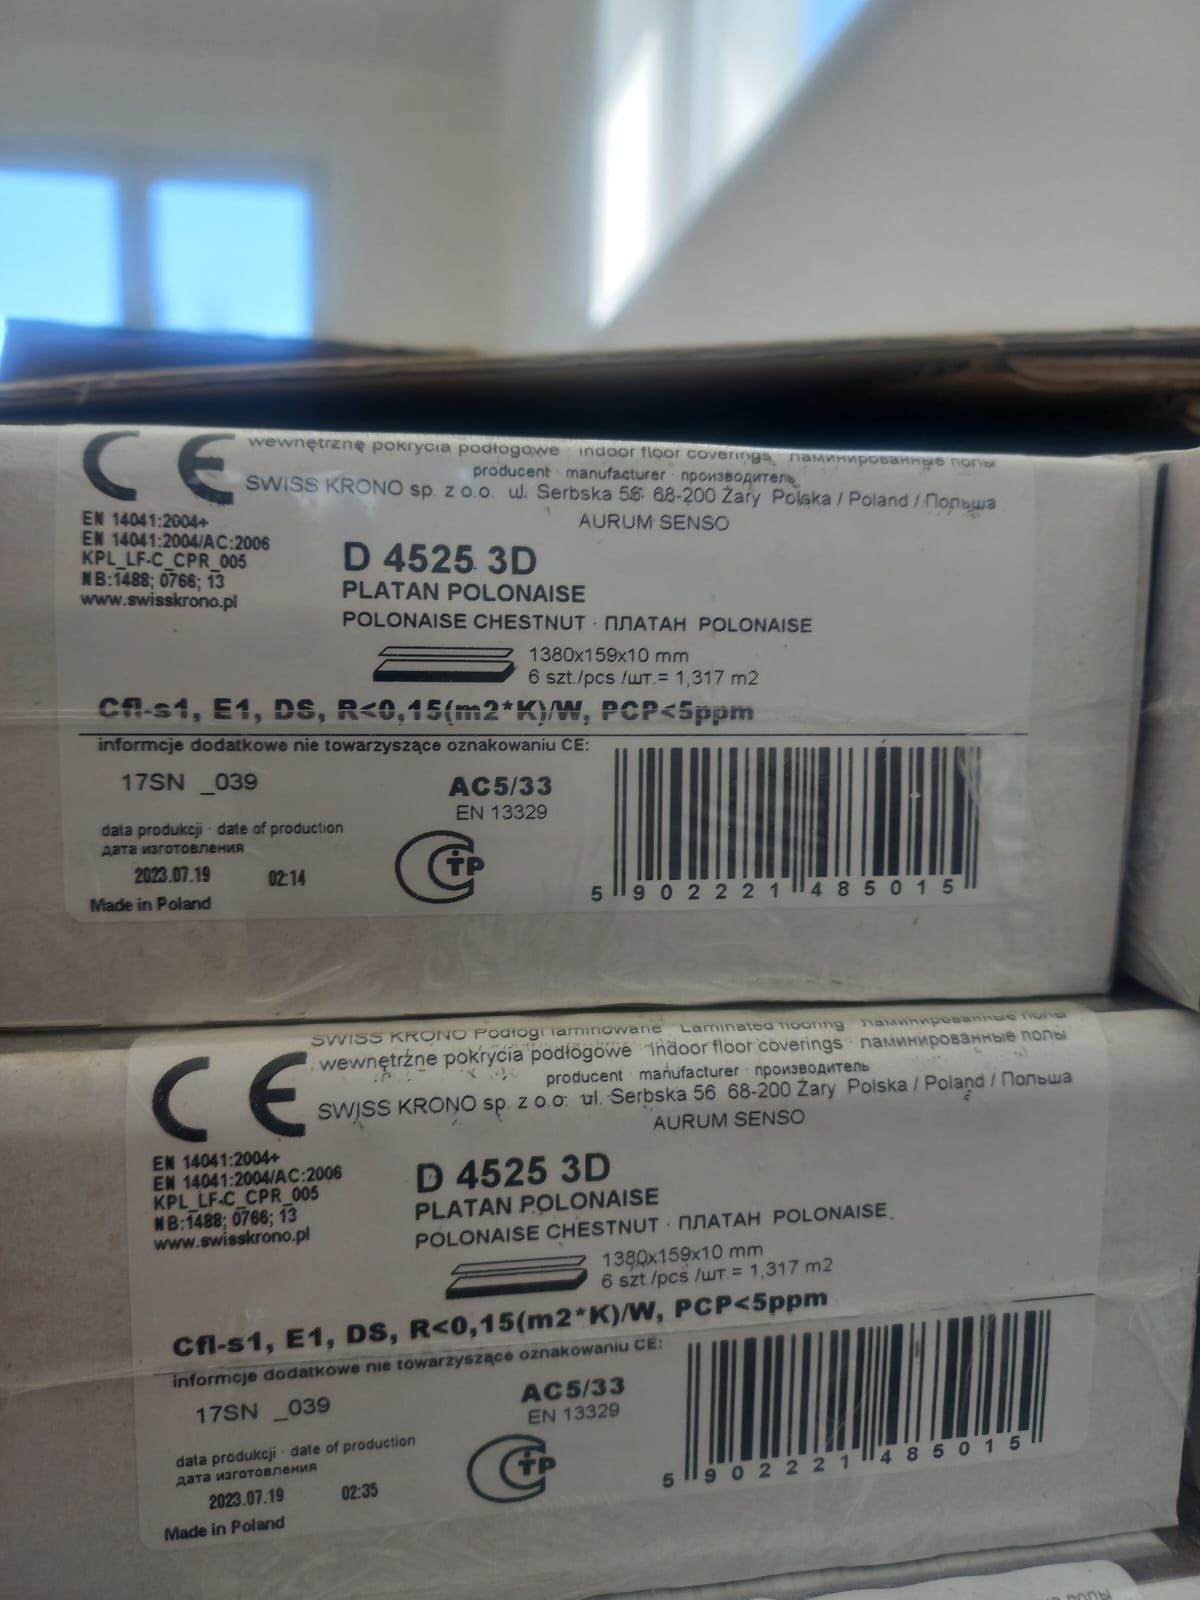 CE
wewnętrzne pokrycia podłogowe · indoor floor coverings · ламинированные полы
producent · manufacturer · производитель
SWISS KRONO sp. z o.o. ul. Serbska 56 68-200 Żary Polska / Poland / Польша
AURUM SENSO
EN 14041:2004+
EN 14041:2004/AC:2006
KPL_LF-C_CPR_005
NB:1488; 0766; 13
www.swisskrono.pl
D 4525 3D
PLATAN POLONAISE
POLONAISE CHESTNUT · ПЛАТАН POLONAISE
1380x159x10 mm
6 szt./pcs /шт.= 1,317 m2
Cfl-s1, E1, DS, R<0,15(m2*K)/W, PCP<5ppm
informcje dodatkowe nie towarzyszące oznakowaniu CE:
17SN _039
AC5/33
EN 13329
data produkcji · date of production
дата изготовления
2023.07.19 02:14
Made in Poland
СТР
5 902221 485015
SWISS KRONO Podłogi laminowane Laminated flooring ламинированные полы
CE
wewnętrzne pokrycia podłogowe · indoor floor coverings · ламинированные полы
producent · manufacturer · производитель
SWISS KRONO sp. z o.o. ul. Serbska 56 68-200 Żary Polska / Poland / Польша
AURUM SENSO
EN 14041:2004+
EN 14041:2004/AC:2006
KPL_LF-C_CPR_005
NB:1488; 0766; 13
www.swisskrono.pl
D 4525 3D
PLATAN POLONAISE
POLONAISE CHESTNUT · ПЛАТАН POLONAISE
1380x159x10 mm
6 szt./pcs /шт.= 1,317 m2
Cfl-s1, E1, DS, R<0,15(m2*K)/W, PCP<5ppm
informcje dodatkowe nie towarzyszące oznakowaniu CE:
17SN _039
AC5/33
EN 13329
data produkcji · date of production
дата изготовления
2023.07.19 02:35
Made in Poland
СТР
5 902221 485015